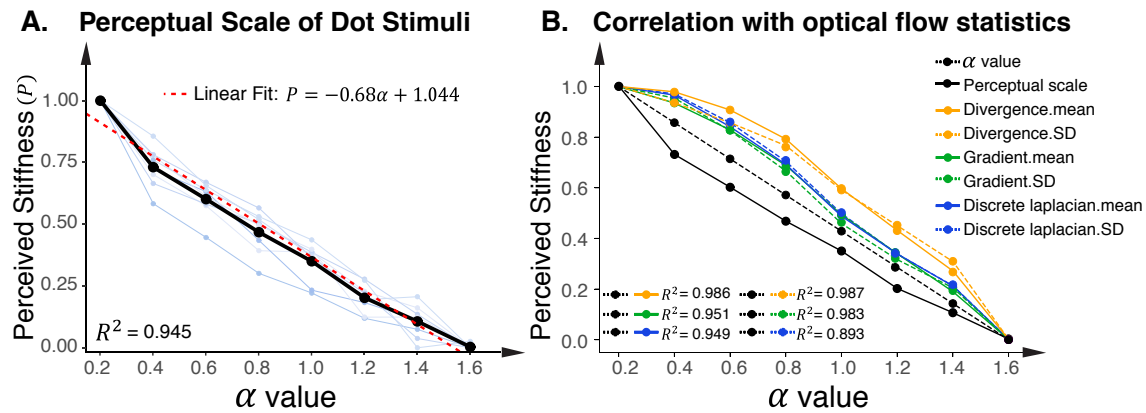 A. Perceptual Scale of Dot Stimuli
Perceived Stiffness (P)
1.00
0.75
0.50
0.25
0.00
Linear Fit: P = −0.68α + 1.044
R² = 0.945
0.2 0.4 0.6 0.8 1.0 1.2 1.4 1.6
α value
B. Correlation with optical flow statistics
Perceived Stiffness
1.0
0.8
0.6
0.4
0.2
0.0
α value
Perceptual scale
Divergence.mean
Divergence.SD
Gradient.mean
Gradient.SD
Discrete laplacian.mean
Discrete laplacian.SD
R² = 0.986 R² = 0.987
R² = 0.951 R² = 0.983
R² = 0.949 R² = 0.893
0.2 0.4 0.6 0.8 1.0 1.2 1.4 1.6
α value